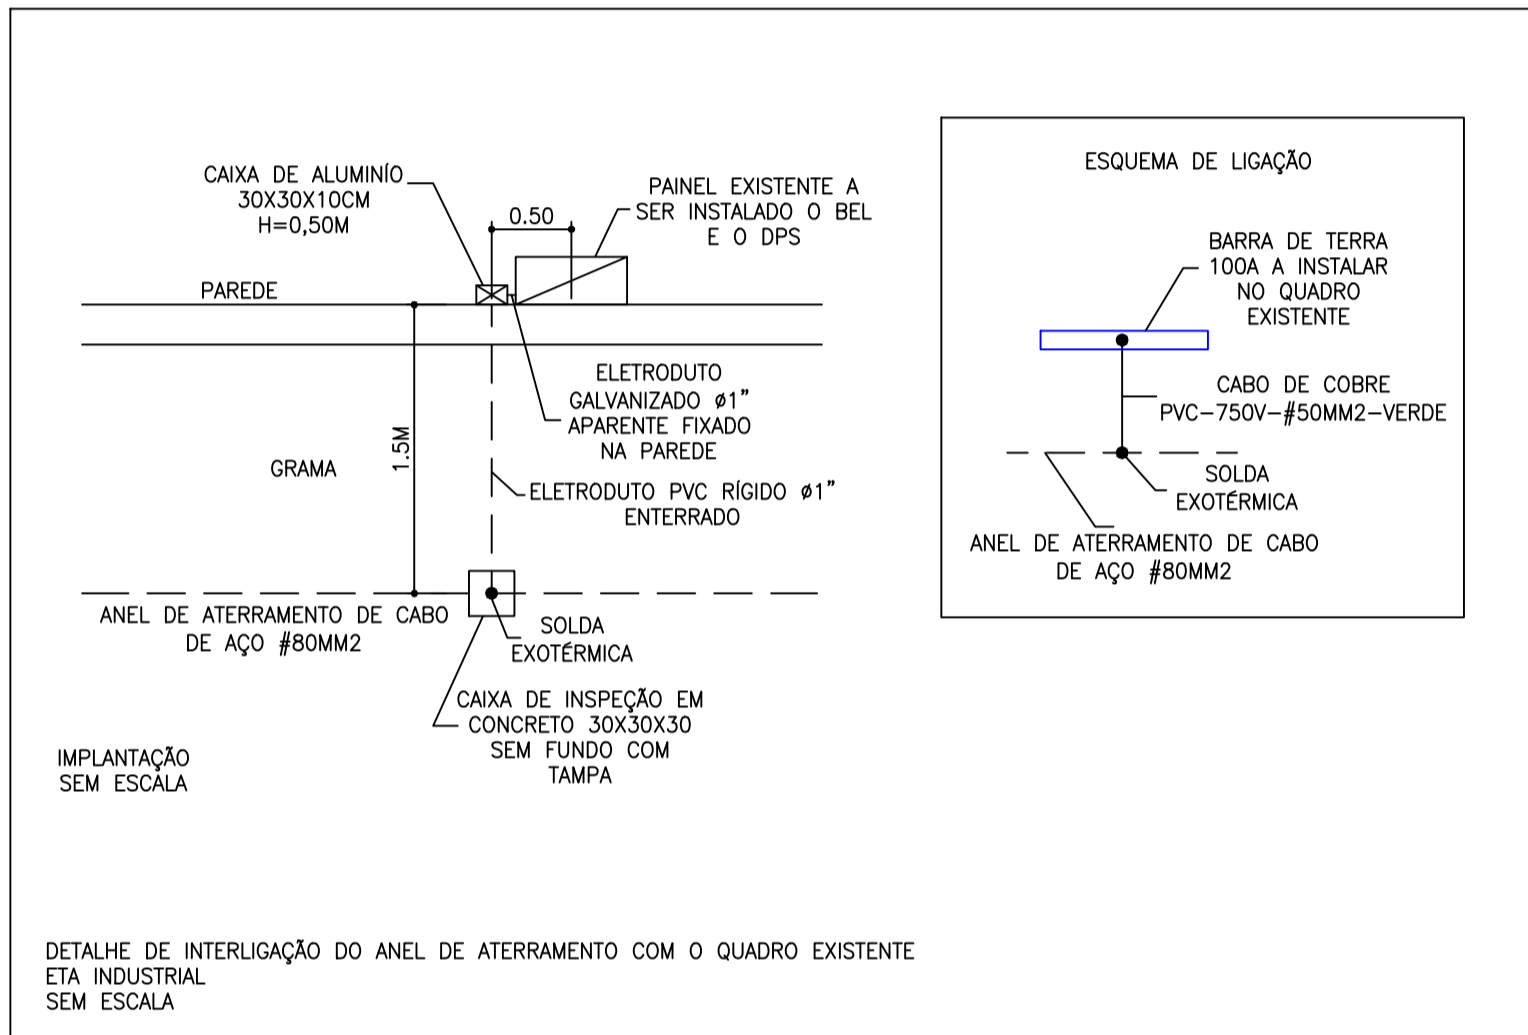 CAIXA DE ALUMINÍO
30X30X10CM
H=0,50M
0.50
PAINEL EXISTENTE A
SER INSTALADO O BEL
E O DPS
PAREDE
ELETRODUTO
GALVANIZADO ø1"
APARENTE FIXADO
NA PAREDE
1.5M
GRAMA
ELETRODUTO PVC RÍGIDO ø1"
ENTERRADO
ANEL DE ATERRAMENTO DE CABO
DE AÇO #80MM2
SOLDA
EXOTÉRMICA
CAIXA DE INSPEÇÃO EM
CONCRETO 30X30X30
SEM FUNDO COM
TAMPA
IMPLANTAÇÃO
SEM ESCALA
ESQUEMA DE LIGAÇÃO
BARRA DE TERRA
100A A INSTALAR
NO QUADRO
EXISTENTE
CABO DE COBRE
PVC-750V-#50MM2-VERDE
SOLDA
EXOTÉRMICA
ANEL DE ATERRAMENTO DE CABO
DE AÇO #80MM2
DETALHE DE INTERLIGAÇÃO DO ANEL DE ATERRAMENTO COM O QUADRO EXISTENTE
ETA INDUSTRIAL
SEM ESCALA